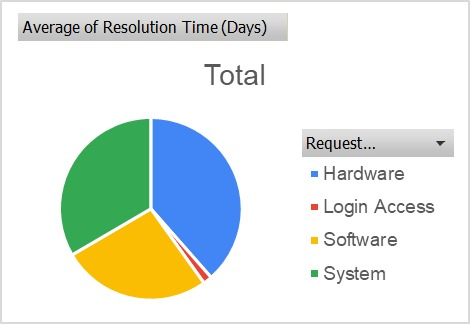 Average of Resolution Time (Days)
Total
Request...
Hardware
Login Access
Software
System